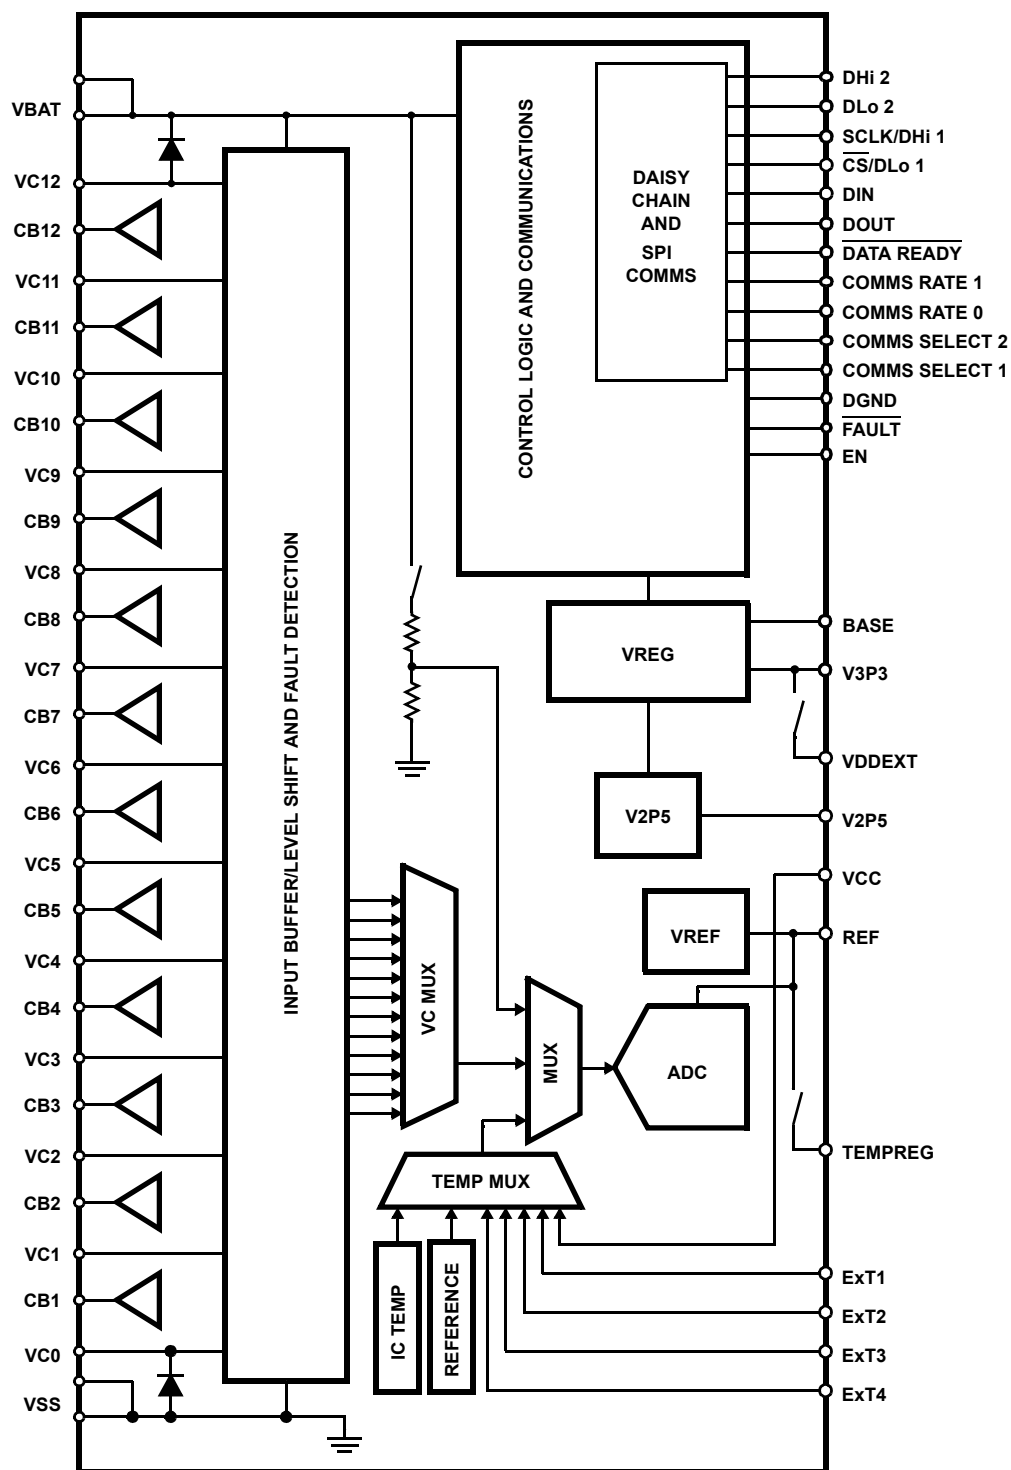 VBAT
VC12
CB12
VC11
CB11
VC10
CB10
VC9
CB9
VC8
CB8
VC7
CB7
VC6
CB6
VC5
CB5
VC4
CB4
VC3
CB3
VC2
CB2
VC1
CB1
VC0
VSS
INPUT BUFFER/LEVEL SHIFT AND FAULT DETECTION
CONTROL LOGIC AND COMMUNICATIONS
DAISY
CHAIN
AND
SPI
COMMS
VREG
V2P5
VREF
VC MUX
MUX
ADC
TEMP MUX
IC TEMP
REFERENCE
DHi 2
DLo 2
SCLK/DHi 1
CS/DLo 1
DIN
DOUT
DATA READY
COMMS RATE 1
COMMS RATE 0
COMMS SELECT 2
COMMS SELECT 1
DGND
FAULT
EN
BASE
V3P3
VDDEXT
V2P5
VCC
REF
TEMPREG
ExT1
ExT2
ExT3
ExT4